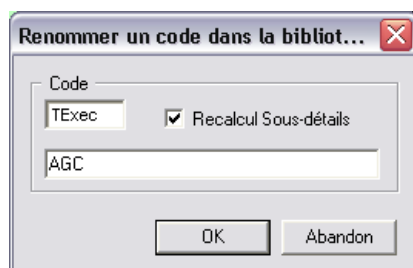 Renommer un code dans la bibliot...
Code
TExec
Recalcul Sous-détails
AGC
OK
Abandon